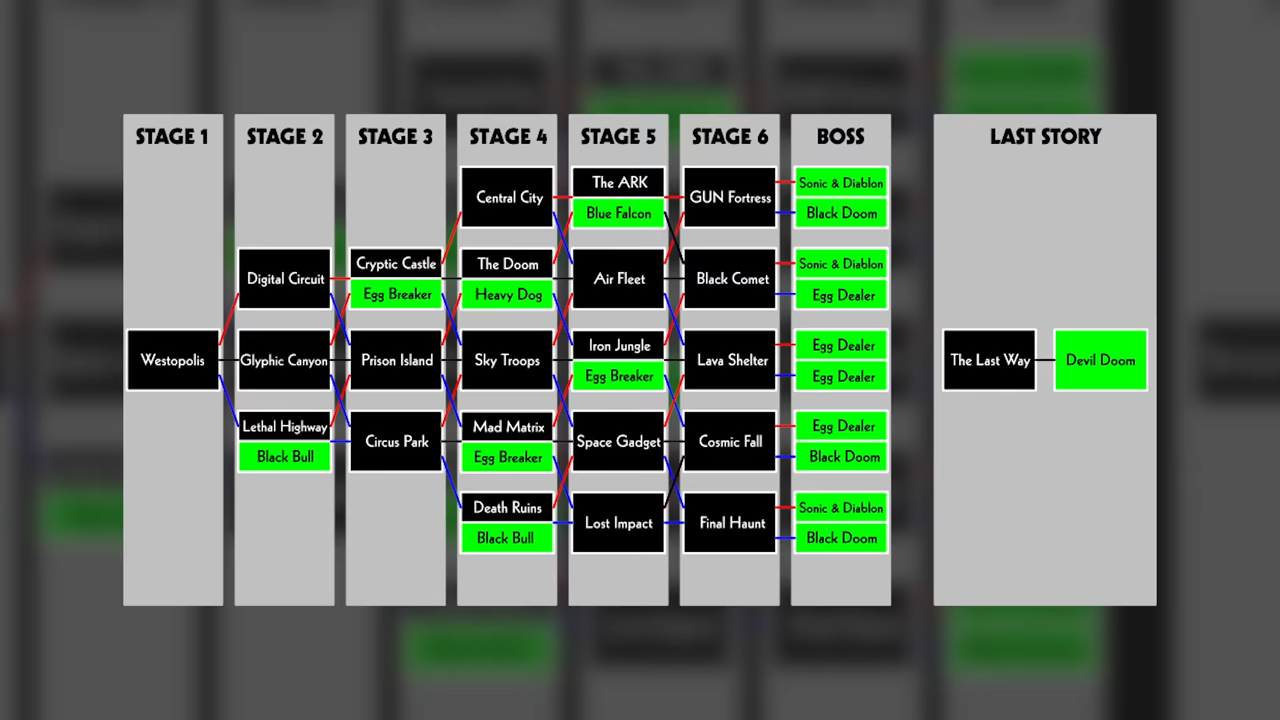 STAGE 1
Westopolis
STAGE 2
Digital Circuit
Glyphic Canyon
Lethal Highway
Black Bull
STAGE 3
Cryptic Castle
Egg Breaker
Prison Island
Circus Park
STAGE 4
Central City
The Doom
Heavy Dog
Sky Troops
Mad Matrix
Egg Breaker
Death Ruins
Black Bull
STAGE 5
The ARK
Blue Falcon
Air Fleet
Iron Jungle
Egg Breaker
Space Gadget
Lost Impact
STAGE 6
GUN Fortress
Black Comet
Lava Shelter
Cosmic Fall
Final Haunt
BOSS
Sonic & Diablon
Black Doom
Sonic & Diablon
Egg Dealer
Egg Dealer
Egg Dealer
Egg Dealer
Black Doom
Sonic & Diablon
Black Doom
LAST STORY
The Last Way
Devil Doom